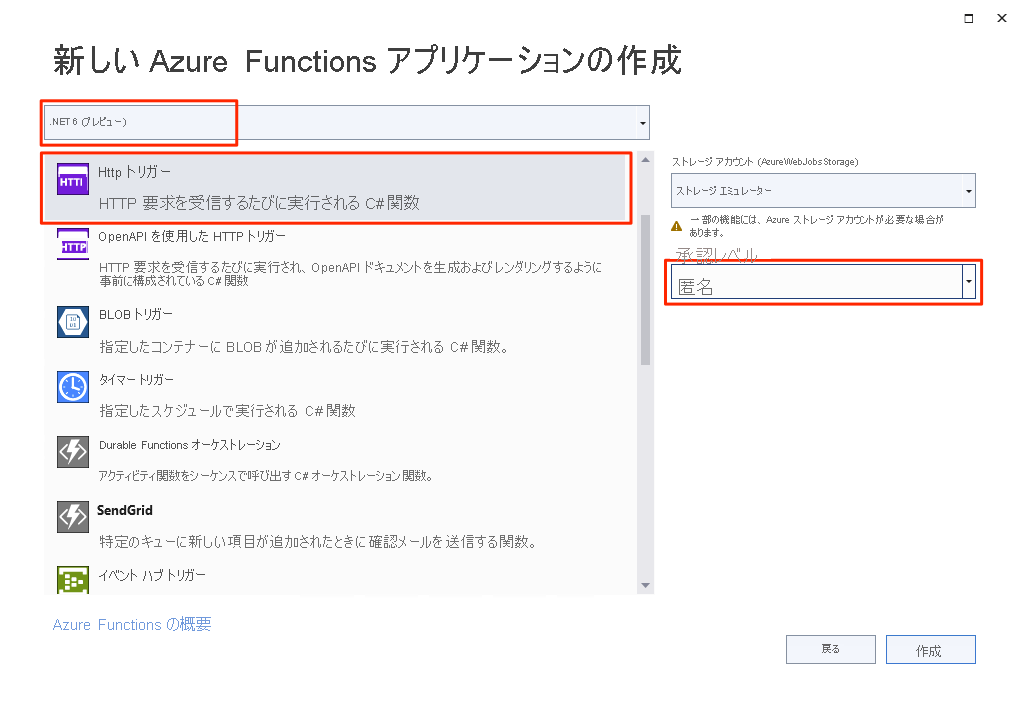 新しい Azure Functions アプリケーションの作成
.NET 6 (プレビュー)
Http トリガー
HTTP 要求を受信するたびに実行される C# 関数
OpenAPI を使用した HTTP トリガー
HTTP 要求を受信するたびに実行され、OpenAPI ドキュメントを生成およびレンダリングするように
事前に構成されている C# 関数
BLOB トリガー
指定したコンテナーに BLOB が追加されるたびに実行される C# 関数。
タイマー トリガー
指定したスケジュールで実行される C# 関数
Durable Functions オーケストレーション
アクティビティ関数をシーケンスで呼び出す C# オーケストレーション関数。
SendGrid
特定のキューに新しい項目が追加されたときに確認メールを送信する関数。
イベント ハブ トリガー
Azure Functions の概要
ストレージ アカウント (AzureWebJobsStorage)
ストレージ エミュレーター
一部の機能には、Azure ストレージ アカウントが必要な場合が
あります。
承認レベル
匿名
戻る
作成